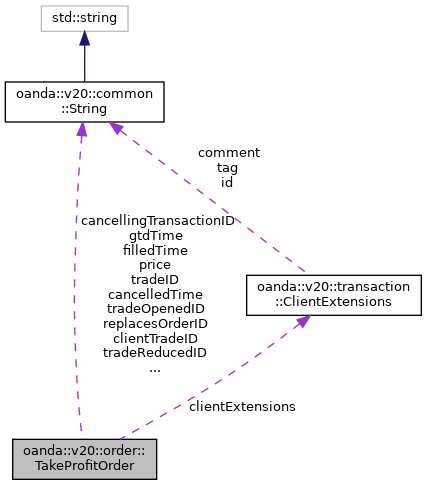 std::string
oanda::v20::common
::String
comment
tag
id
cancellingTransactionID
gtdTime
filledTime
price
tradeID
cancelledTime
tradeOpenedID
replacesOrderID
clientTradeID
tradeReducedID
...
oanda::v20::transaction
::ClientExtensions
clientExtensions
oanda::v20::order::
TakeProfitOrder